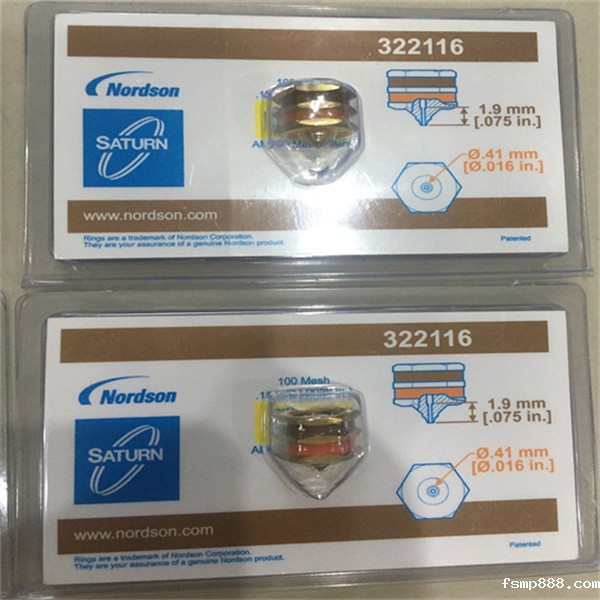 322116
Nordson
1.9 mm
[.075 in.]
SATURN
Ø.41 mm
[Ø.016 in.]
www.nordson.com
Rings are a trademark of Nordson Corporation.
They are your assurance of a genuine Nordson product.
Patented
322116
100 Mesh
Nordson
1.9 mm
[.075 in.]
SATURN
Ø.41 mm
[Ø.016 in.]
www.nordson.com
Rings are a trademark of Nordson Corporation.
They are your assurance of a genuine Nordson product.
Patented
fsmp888.com